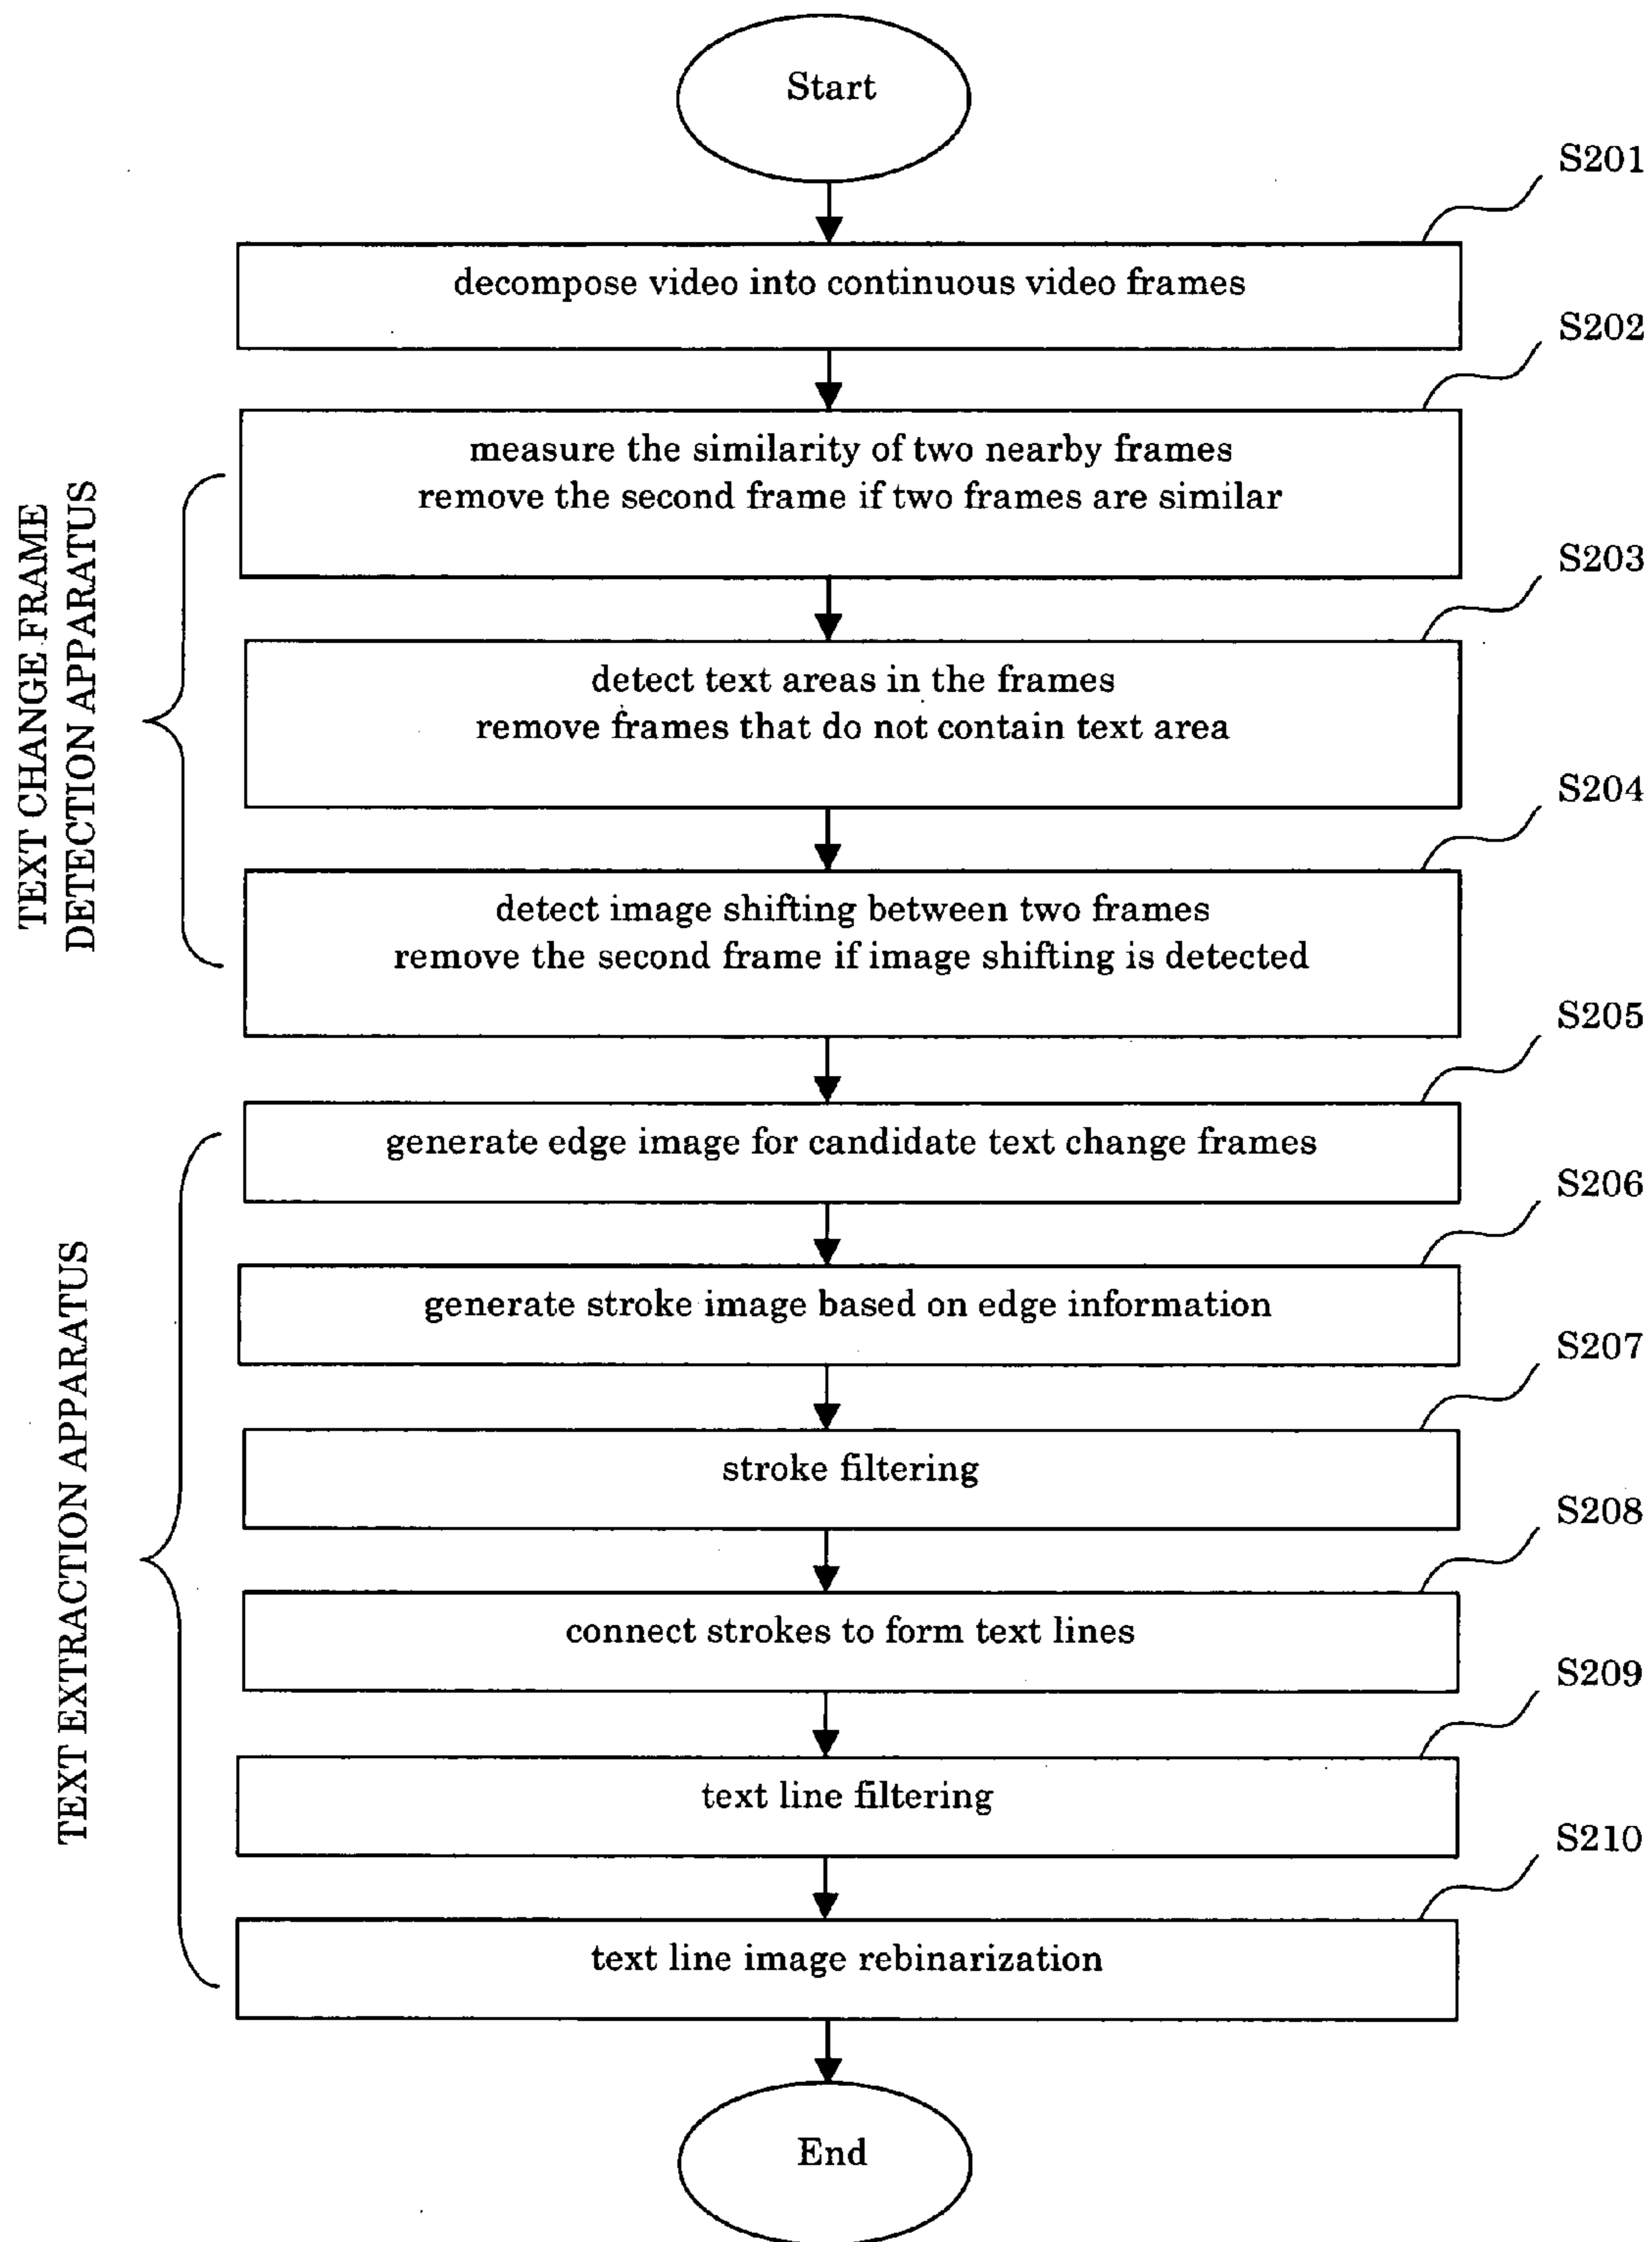 Start
S201
decompose video into continuous video frames
S202
measure the similarity of two nearby frames
remove the second frame if two frames are similar
S203
TEXT CHANGE FRAME
DETECTION APPARATUS
detect text areas in the frames
remove frames that do not contain text area
S204
detect image shifting between two frames
remove the second frame if image shifting is detected
S205
generate edge image for candidate text change frames
S206
generate stroke image based on edge information
S207
TEXT EXTRACTION APPARATUS
stroke filtering
S208
connect strokes to form text lines
S209
text line filtering
S210
text line image rebinarization
End